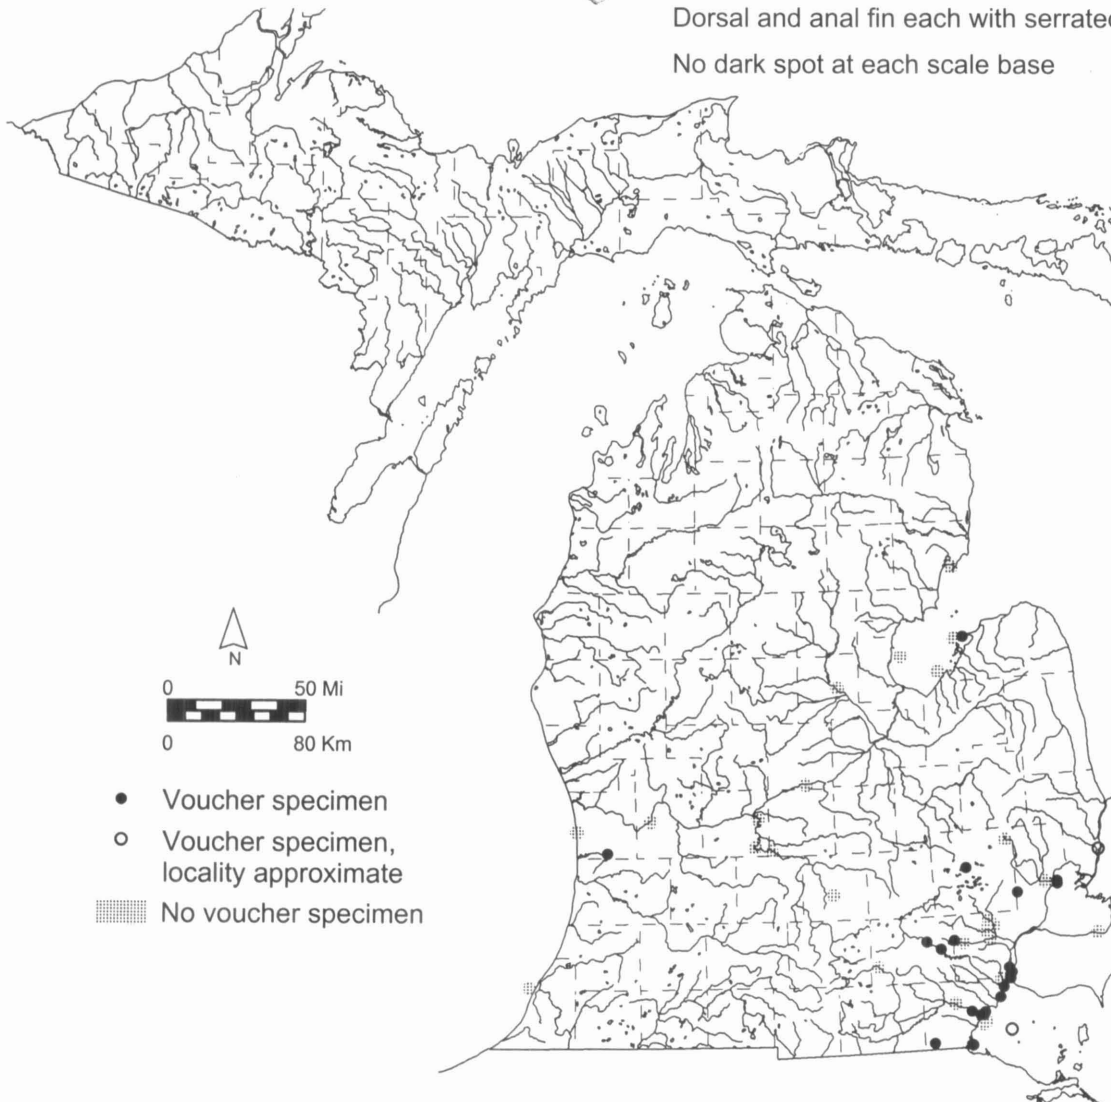 Dorsal and anal fin each with serrated
No dark spot at each scale base
N
0 50 Mi
0 80 Km
Voucher specimen
Voucher specimen,
locality approximate
No voucher specimen